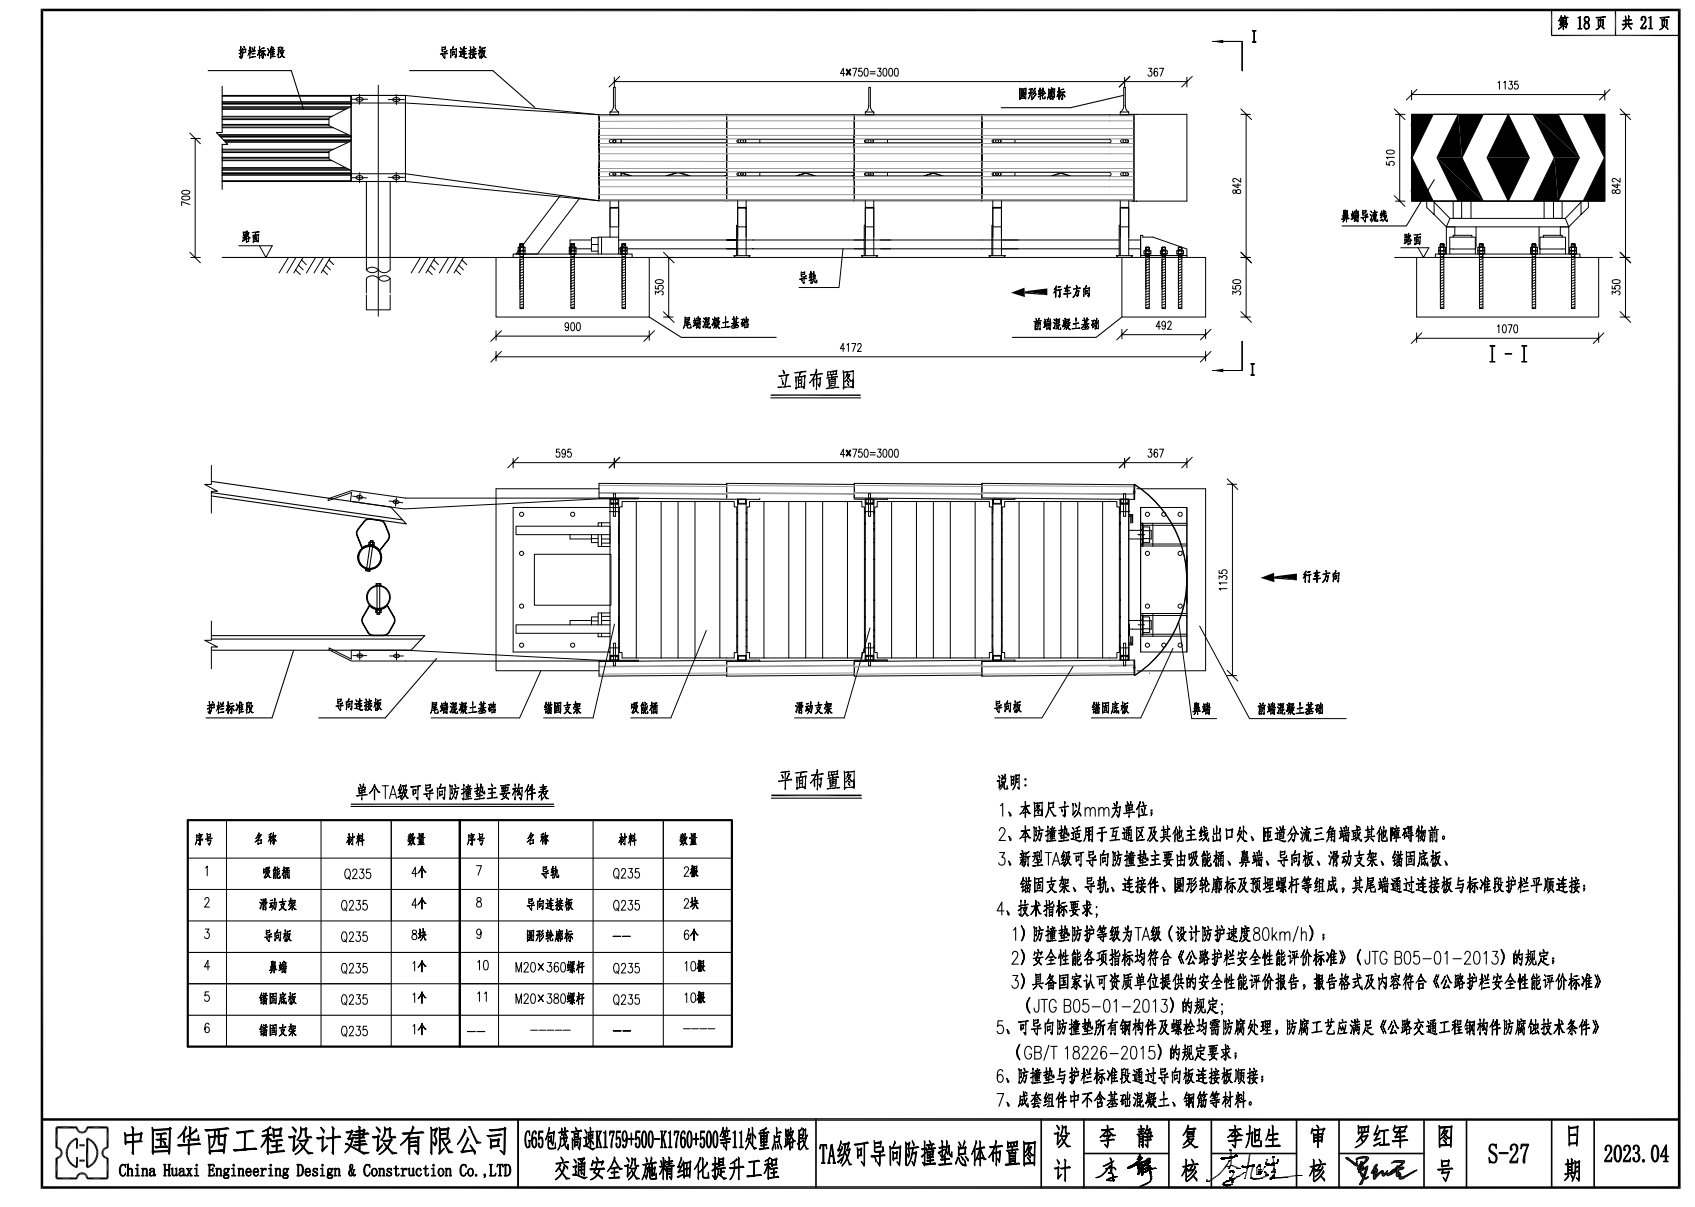 第 18 页 共 21 页
护栏标准段
导向连接板
4×750=3000
367
圆形轮廓标
I
700
842
路面
导轨
行车方向
350
350
尾端混凝土基础
前端混凝土基础
900
492
4172
I
立面布置图
1135
510
842
鼻端导流线
路面
350
1070
I - I
595
4×750=3000
367
1135
行车方向
护栏标准段
导向连接板
尾端混凝土基础
锚固支架
吸能桶
滑动支架
导向板
锚固底板
鼻端
前端混凝土基础
平面布置图
单个TA级可导向防撞垫主要构件表
序号 名 称 材料 数量 序号 名 称 材料 数量
1 吸能桶 Q235 4个 7 导轨 Q235 2根
2 滑动支架 Q235 4个 8 导向连接板 Q235 2块
3 导向板 Q235 8块 9 圆形轮廓标 —— 6个
4 鼻端 Q235 1个 10 M20×360螺杆 Q235 10根
5 锚固底板 Q235 1个 11 M20×380螺杆 Q235 10根
6 锚固支架 Q235 1个 —— ————— —— ————
说明:
1、本图尺寸以mm为单位;
2、本防撞垫适用于互通区及其他主线出口处、匝道分流三角端或其他障碍物前。
3、新型TA级可导向防撞垫主要由吸能桶、鼻端、导向板、滑动支架、锚固底板、
锚固支架、导轨、连接件、圆形轮廓标及预埋螺杆等组成,其尾端通过连接板与标准段护栏平顺连接;
4、技术指标要求;
1)防撞垫防护等级为TA级(设计防护速度80km/h);
2)安全性能各项指标均符合《公路护栏安全性能评价标准》(JTG B05-01-2013)的规定;
3)具备国家认可资质单位提供的安全性能评价报告,报告格式及内容符合《公路护栏安全性能评价标准》
(JTG B05-01-2013)的规定;
5、可导向防撞垫所有钢构件及螺栓均需防腐处理,防腐工艺应满足《公路交通工程钢构件防腐蚀技术条件》
(GB/T 18226-2015)的规定要求;
6、防撞垫与护栏标准段通过导向板连接板顺接;
7、成套组件中不含基础混凝土、钢筋等材料。
中国华西工程设计建设有限公司
China Huaxi Engineering Design & Construction Co.,LTD
G65包茂高速K1759+500-K1760+500等11处重点路段
交通安全设施精细化提升工程
TA级可导向防撞垫总体布置图
设计 李 静 李静
复核 李旭生 李旭生
审核 罗红军 罗红军
图号 S-27
日期 2023.04